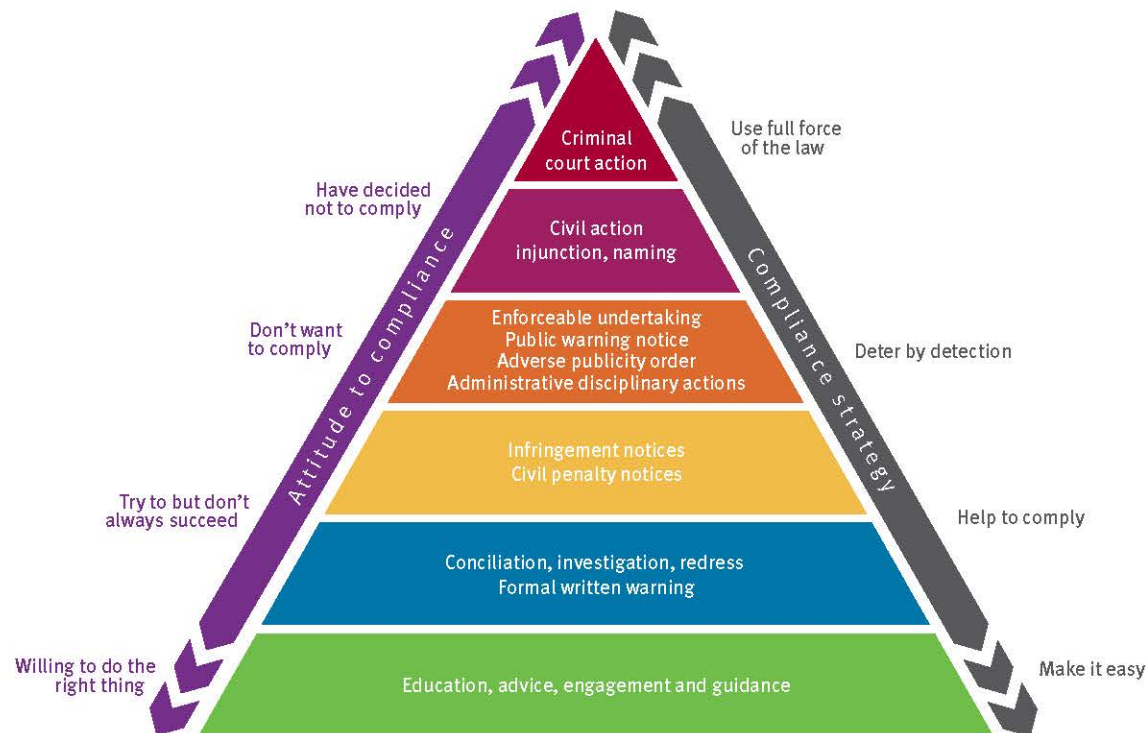 Criminal
court action
Civil action
injunction, naming
Enforceable undertaking
Public warning notice
Adverse publicity order
Administrative disciplinary actions
Infringement notices
Civil penalty notices
Conciliation, investigation, redress
Formal written warning
Education, advice, engagement and guidance
Attitude to compliance
Have decided
not to comply
Don’t want
to comply
Try to but don’t
always succeed
Willing to do the
right thing
Compliance strategy
Use full force
of the law
Deter by detection
Help to comply
Make it easy